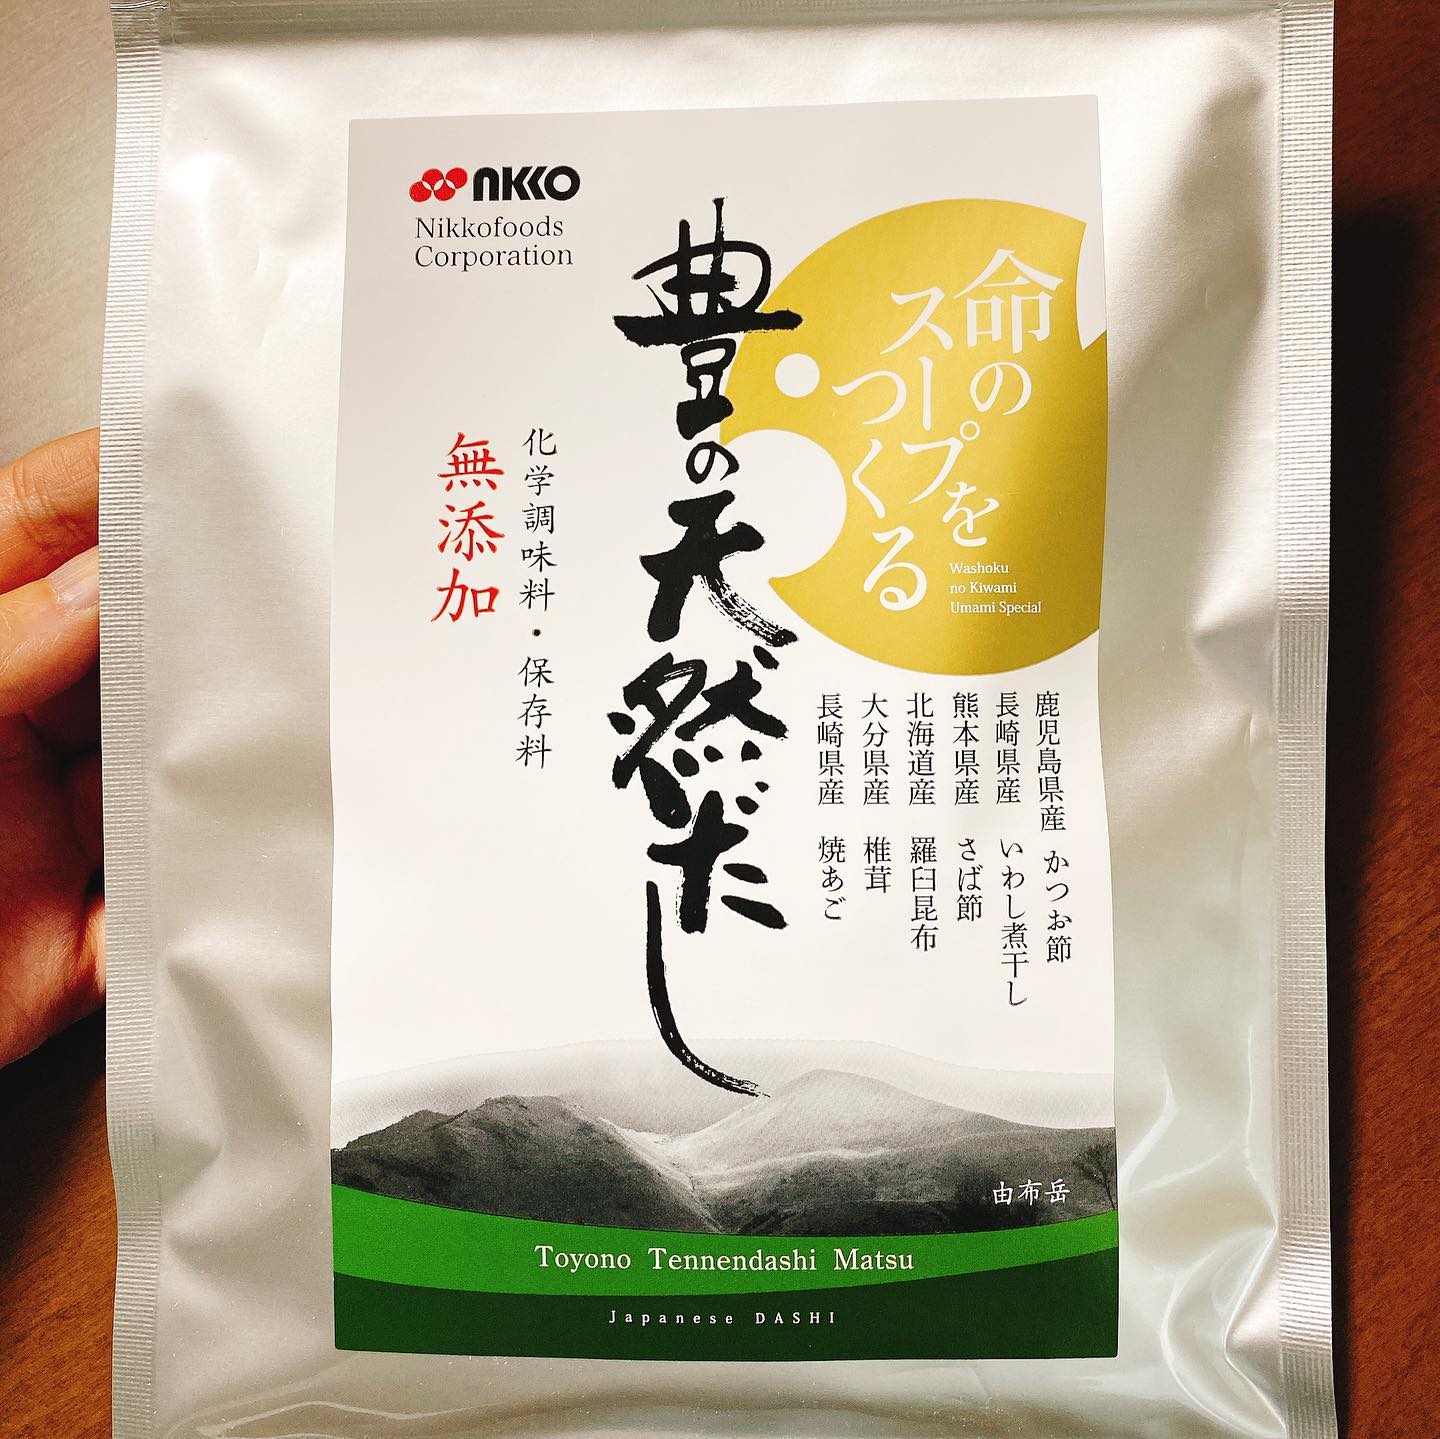 nkko
Nikkofoods
Corporation
命の
スープを
つくる
Washoku
no Kiwami
Umami Special
豊の天然だし
化学調味料・保存料
無添加
鹿児島県産 かつお節
長崎県産 いわし煮干し
熊本県産 さば節
北海道産 羅臼昆布
大分県産 椎茸
長崎県産 焼あご
由布岳
Toyono Tennendashi Matsu
Japanese DASHI